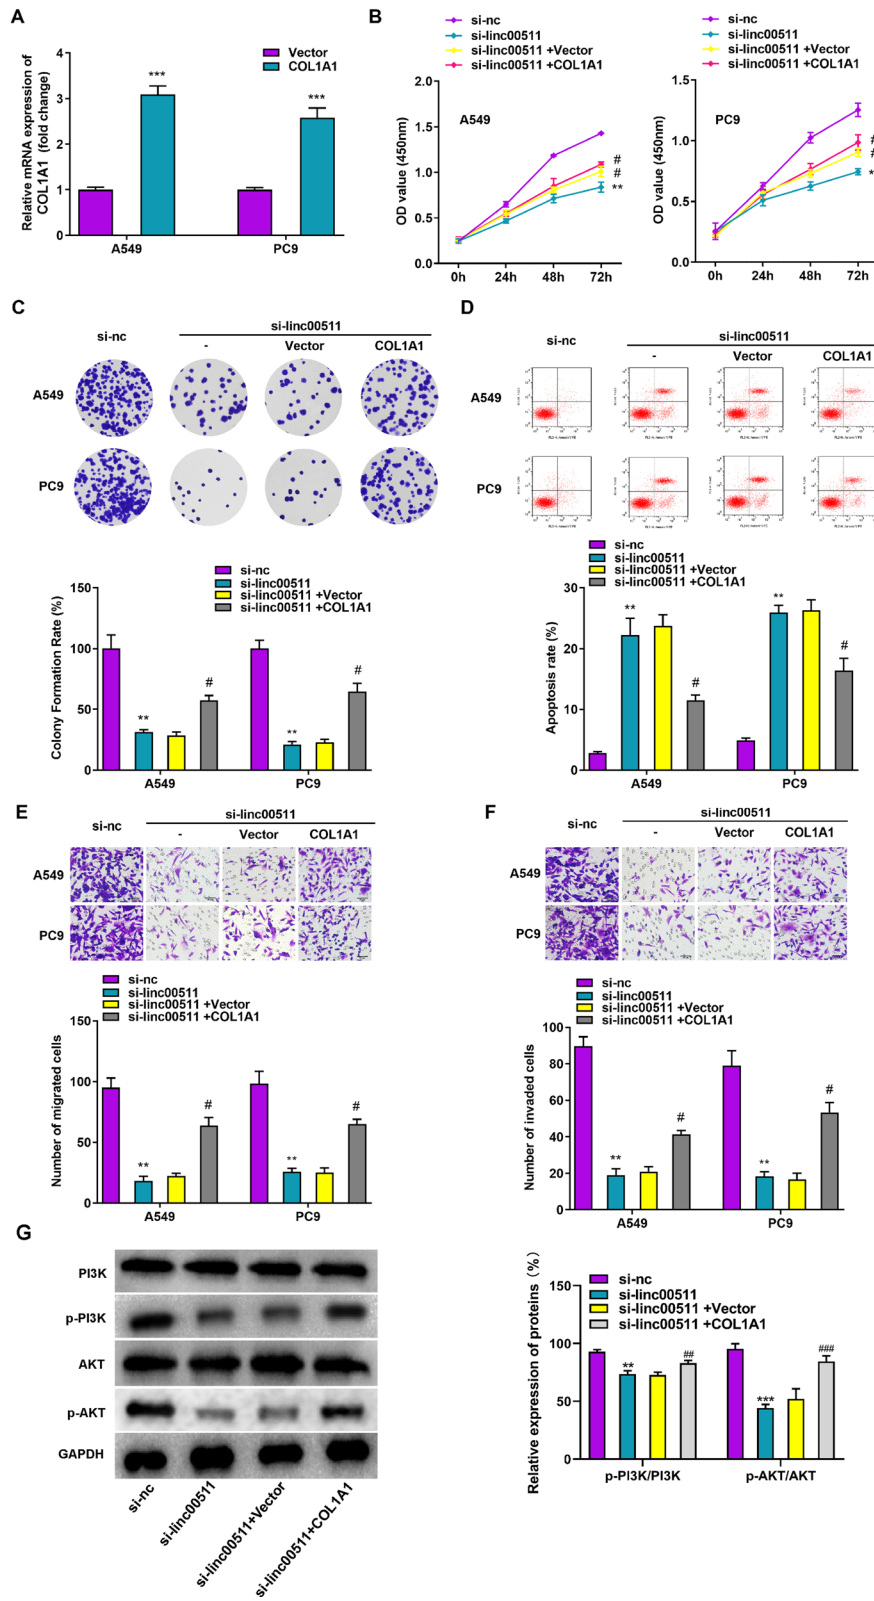 A
Vector
COL1A1
Relative mRNA expression of
COL1A1 (fold change)
4
3
2
1
0
***
***
A549
PC9
B
si-nc
si-linc00511
si-linc00511 +Vector
si-linc00511 +COL1A1
A549
OD value (450nm)
2.0
1.5
1.0
0.5
0.0
#
#
**
0h
24h
48h
72h
si-nc
si-linc00511
si-linc00511 +Vector
si-linc00511 +COL1A1
PC9
OD value (450nm)
1.5
1.0
0.5
0.0
0h
24h
48h
72h
C
si-nc
si-linc00511
-
Vector
COL1A1
A549
PC9
si-nc
si-linc00511
si-linc00511 +Vector
si-linc00511 +COL1A1
Colony Formation Rate (%)
150
100
50
0
**
#
**
#
A549
PC9
D
si-nc
si-linc00511
-
Vector
COL1A1
A549
PC9
si-nc
si-linc00511
si-linc00511 +Vector
si-linc00511 +COL1A1
Apoptosis rate (%)
30
20
10
0
**
#
**
#
A549
PC9
E
si-nc
si-linc00511
-
Vector
COL1A1
A549
PC9
si-nc
si-linc00511
si-linc00511 +Vector
si-linc00511 +COL1A1
Number of migrated cells
150
100
50
0
**
#
**
#
A549
PC9
F
si-nc
si-linc00511
-
Vector
COL1A1
A549
PC9
si-nc
si-linc00511
si-linc00511 +Vector
si-linc00511 +COL1A1
Number of invaded cells
100
80
60
40
20
0
**
#
**
#
A549
PC9
G
PI3K
p-PI3K
AKT
p-AKT
GAPDH
si-nc
si-linc00511
si-linc00511+Vector
si-linc00511+COL1A1
si-nc
si-linc00511
si-linc00511 +Vector
si-linc00511 +COL1A1
Relative expression of proteins (%)
150
100
50
0
**
##
***
###
p-PI3K/PI3K
p-AKT/AKT